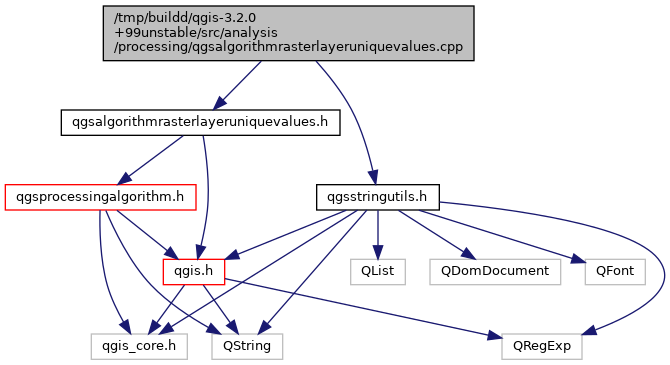 /tmp/buildd/qgis-3.2.0
+99unstable/src/analysis
/processing/qgsalgorithmrasterlayeruniquevalues.cpp
qgsalgorithmrasterlayeruniquevalues.h
qgsprocessingalgorithm.h
qgsstringutils.h
qgis.h
QList
QDomDocument
QFont
qgis_core.h
QString
QRegExp